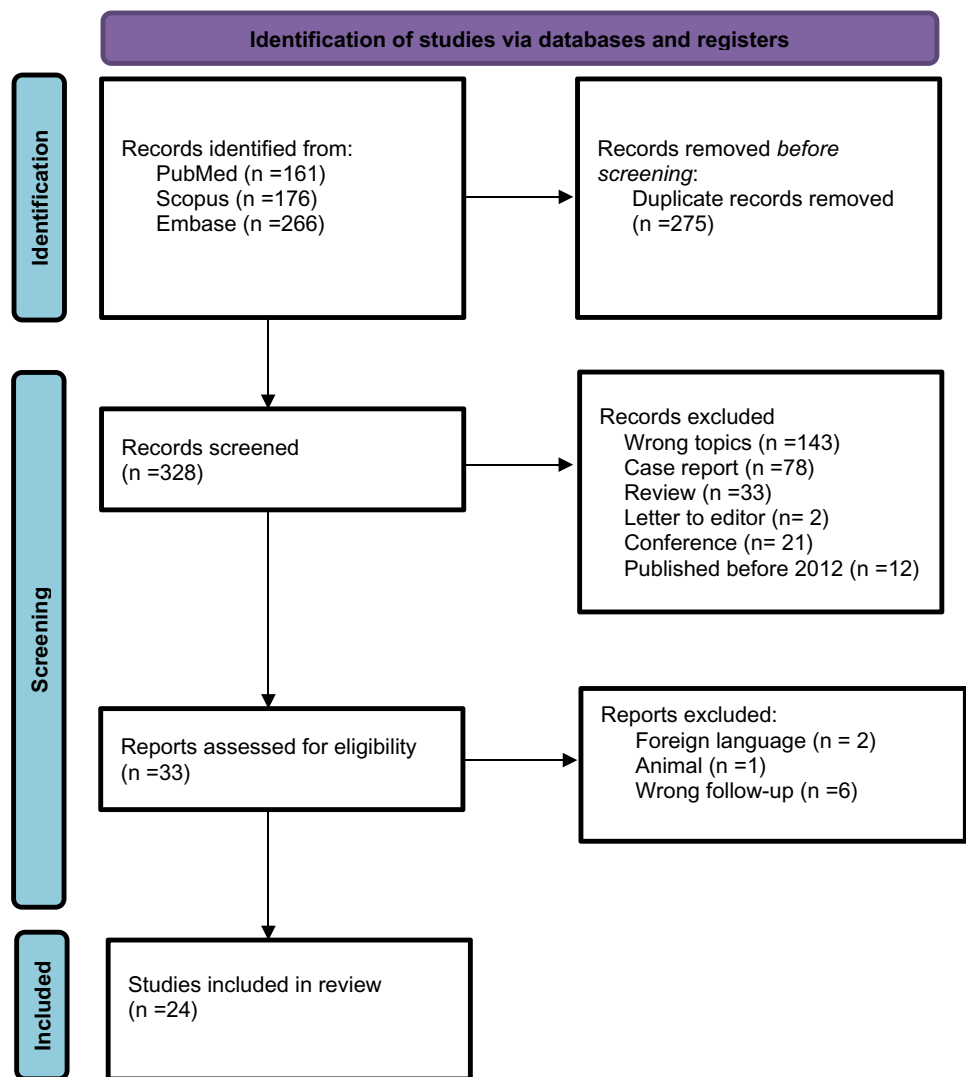 Identification of studies via databases and registers
Identification
Records identified from:
PubMed (n =161)
Scopus (n =176)
Embase (n =266)
Records removed before
screening:
Duplicate records removed
(n =275)
Screening
Records screened
(n =328)
Records excluded
Wrong topics (n =143)
Case report (n =78)
Review (n =33)
Letter to editor (n= 2)
Conference (n= 21)
Published before 2012 (n =12)
Reports assessed for eligibility
(n =33)
Reports excluded:
Foreign language (n = 2)
Animal (n =1)
Wrong follow-up (n =6)
Included
Studies included in review
(n =24)